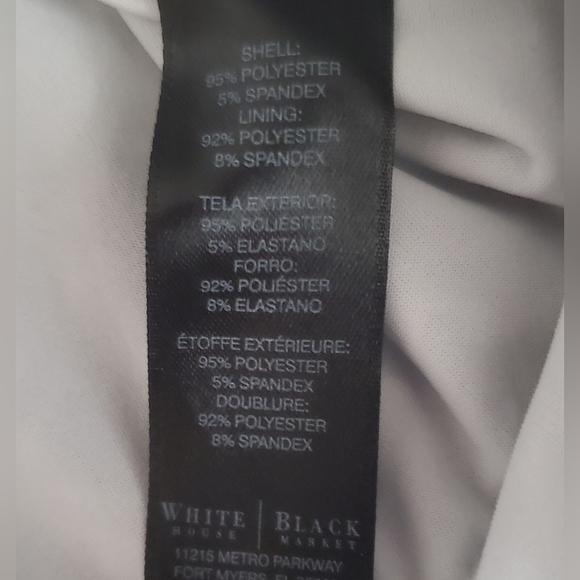 SHELL:
95% POLYESTER
5% SPANDEX
LINING:
92% POLYESTER
8% SPANDEX
TELA EXTERIOR:
95% POLIÉSTER
5% ELASTANO
FORRO:
92% POLIÉSTER
8% ELASTANO
ÉTOFFE EXTÉRIEURE:
95% POLYESTER
5% SPANDEX
DOUBLURE:
92% POLYESTER
8% SPANDEX
WHITE | BLACK
HOUSE MARKET
11215 METRO PARKWAY
FORT MYERS, FL